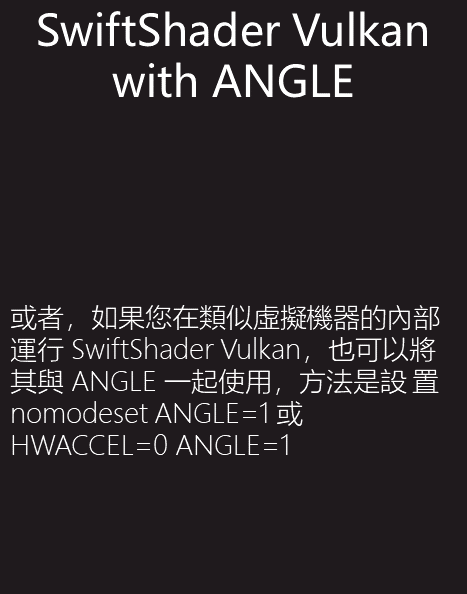 SwiftShader Vulkan
with ANGLE
或者，如果您在類似虛擬機器的內部
運行 SwiftShader Vulkan，也可以將
其與 ANGLE 一起使用，方法是設 置
nomodeset ANGLE=1 或
HWACCEL=0 ANGLE=1